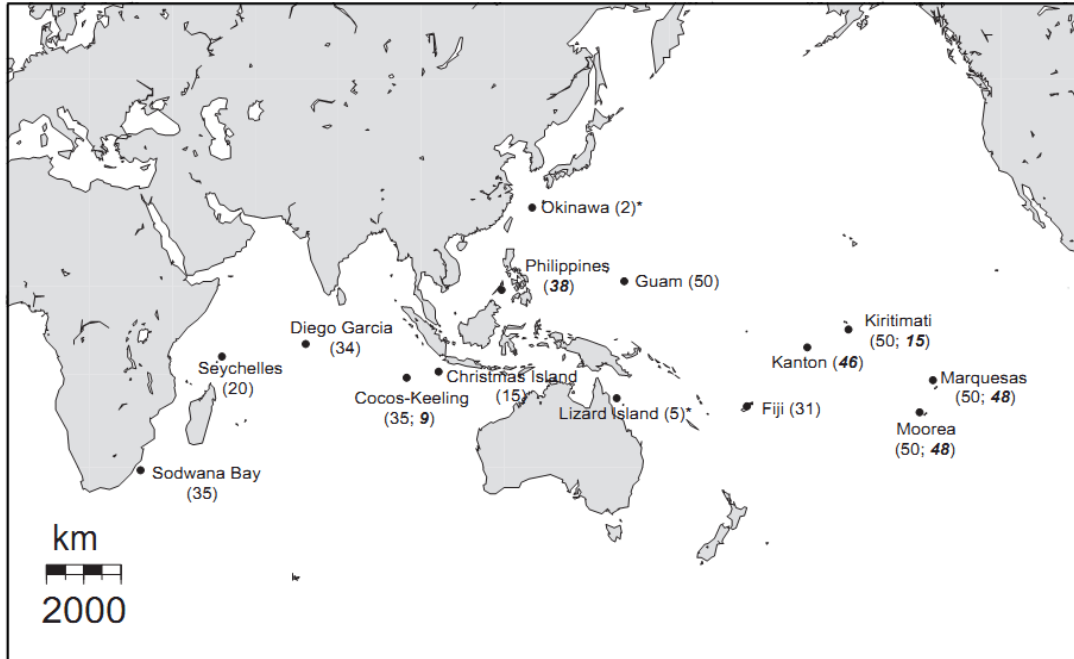 Okinawa (2)*
Philippines
(38)
Guam (50)
Diego Garcia
(34)
Kiritimati
(50; 15)
Kanton (46)
Seychelles
(20)
Christmas Island
(15)
Cocos-Keeling
(35; 9)
Marquesas
(50; 48)
Lizard Island (5)*
Fiji (31)
Moorea
(50; 48)
Sodwana Bay
(35)
km
2000